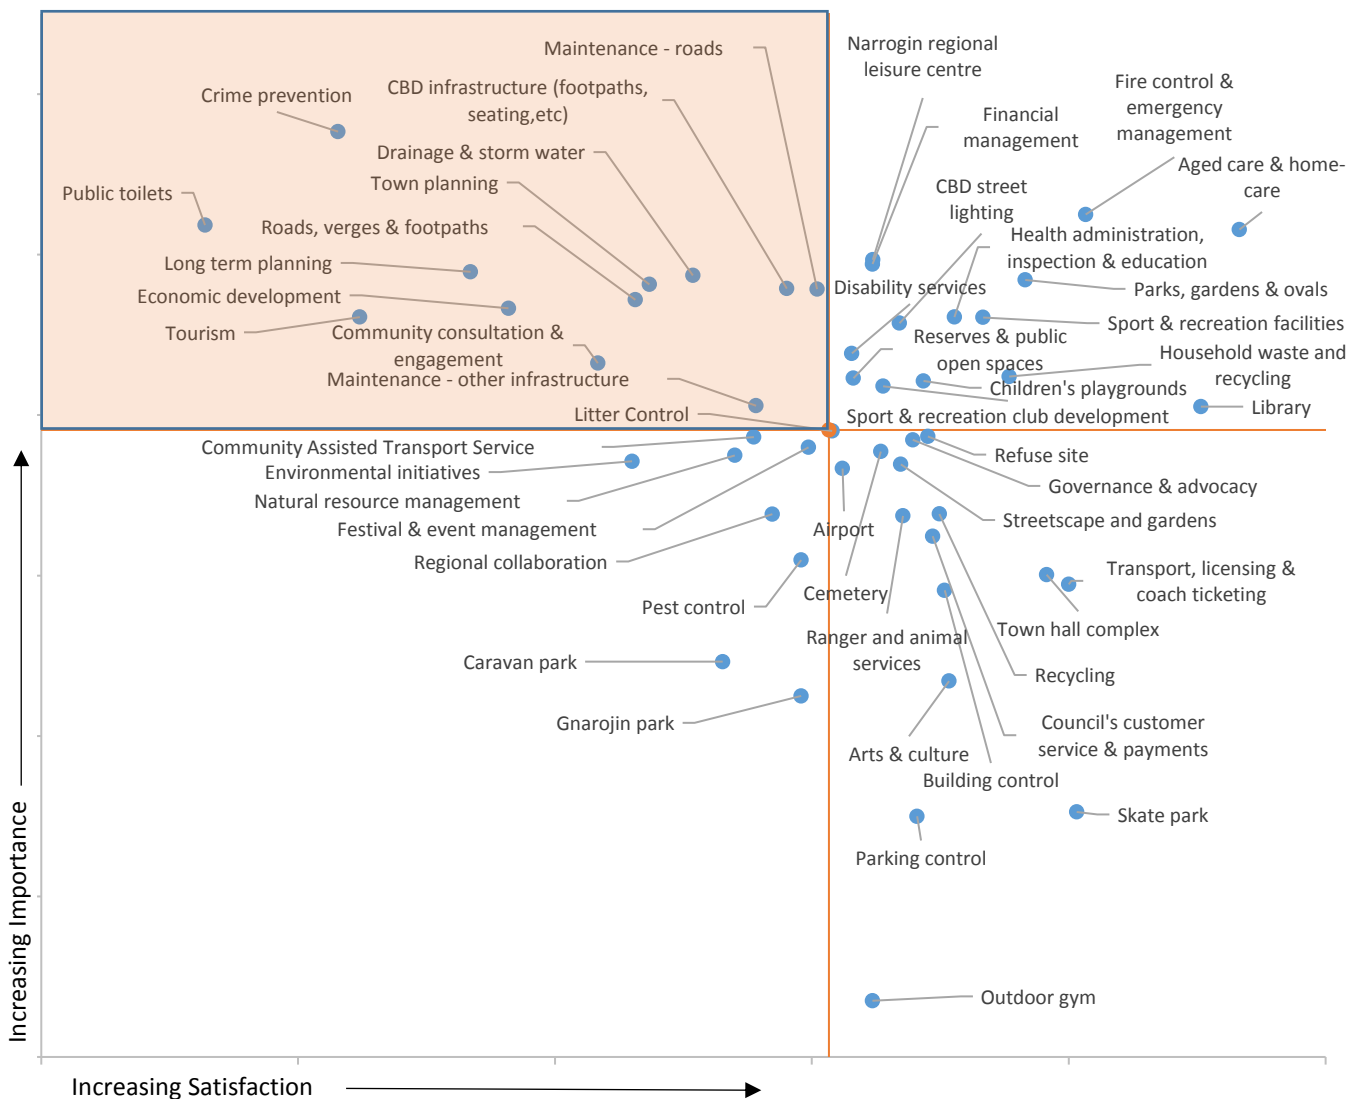 Maintenance - roads
Narrogin regional
leisure centre
CBD infrastructure (footpaths,
seating,etc)
Crime prevention
Fire control &
emergency
management
Financial
management
Drainage & storm water
Town planning
Aged care & home-
care
Public toilets
CBD street
lighting
Roads, verges & footpaths
Health administration,
inspection & education
Long term planning
Disability services
Parks, gardens & ovals
Economic development
Tourism
Sport & recreation facilities
Community consultation &
engagement
Reserves & public
open spaces
Household waste and
recycling
Maintenance - other infrastructure
Children's playgrounds
Litter Control
Sport & recreation club development
Library
Community Assisted Transport Service
Refuse site
Environmental initiatives
Governance & advocacy
Natural resource management
Streetscape and gardens
Festival & event management
Airport
Regional collaboration
Transport, licensing &
coach ticketing
Pest control
Cemetery
Town hall complex
Ranger and animal
services
Caravan park
Recycling
Gnarojin park
Council's customer
service & payments
Arts & culture
Building control
Skate park
Parking control
Outdoor gym
Increasing Importance
Increasing Satisfaction